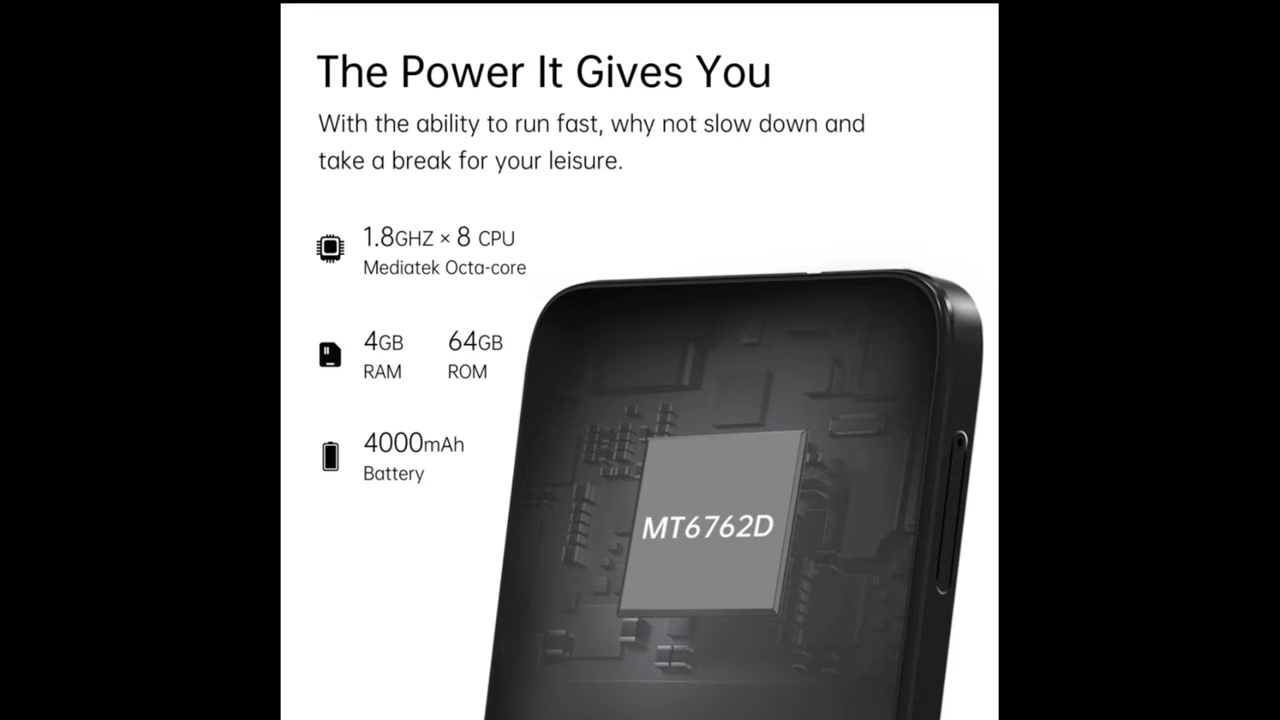 The Power It Gives You
With the ability to run fast, why not slow down and
take a break for your leisure.
1.8GHZ × 8 CPU
Mediatek Octa-core
4GB 64GB
RAM ROM
4000mAh
Battery
MT6762D